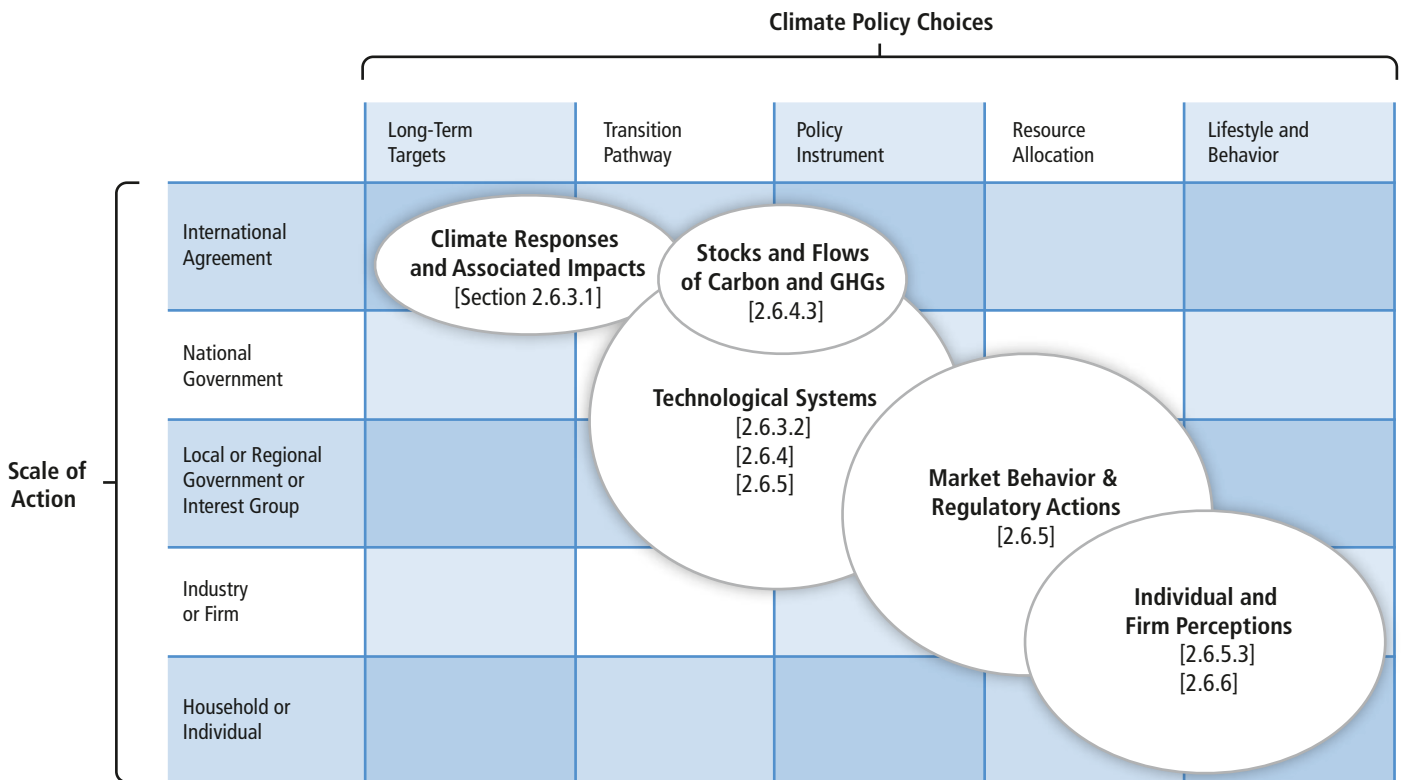 Climate Policy Choices
Long-Term
Targets
Transition
Pathway
Policy
Instrument
Resource
Allocation
Lifestyle and
Behavior
Scale of
Action
International
Agreement
National
Government
Local or Regional
Government or
Interest Group
Industry
or Firm
Household or
Individual
Climate Responses
and Associated Impacts
[Section 2.6.3.1]
Stocks and Flows
of Carbon and GHGs
[2.6.4.3]
Technological Systems
[2.6.3.2]
[2.6.4]
[2.6.5]
Market Behavior &
Regulatory Actions
[2.6.5]
Individual and
Firm Perceptions
[2.6.5.3]
[2.6.6]